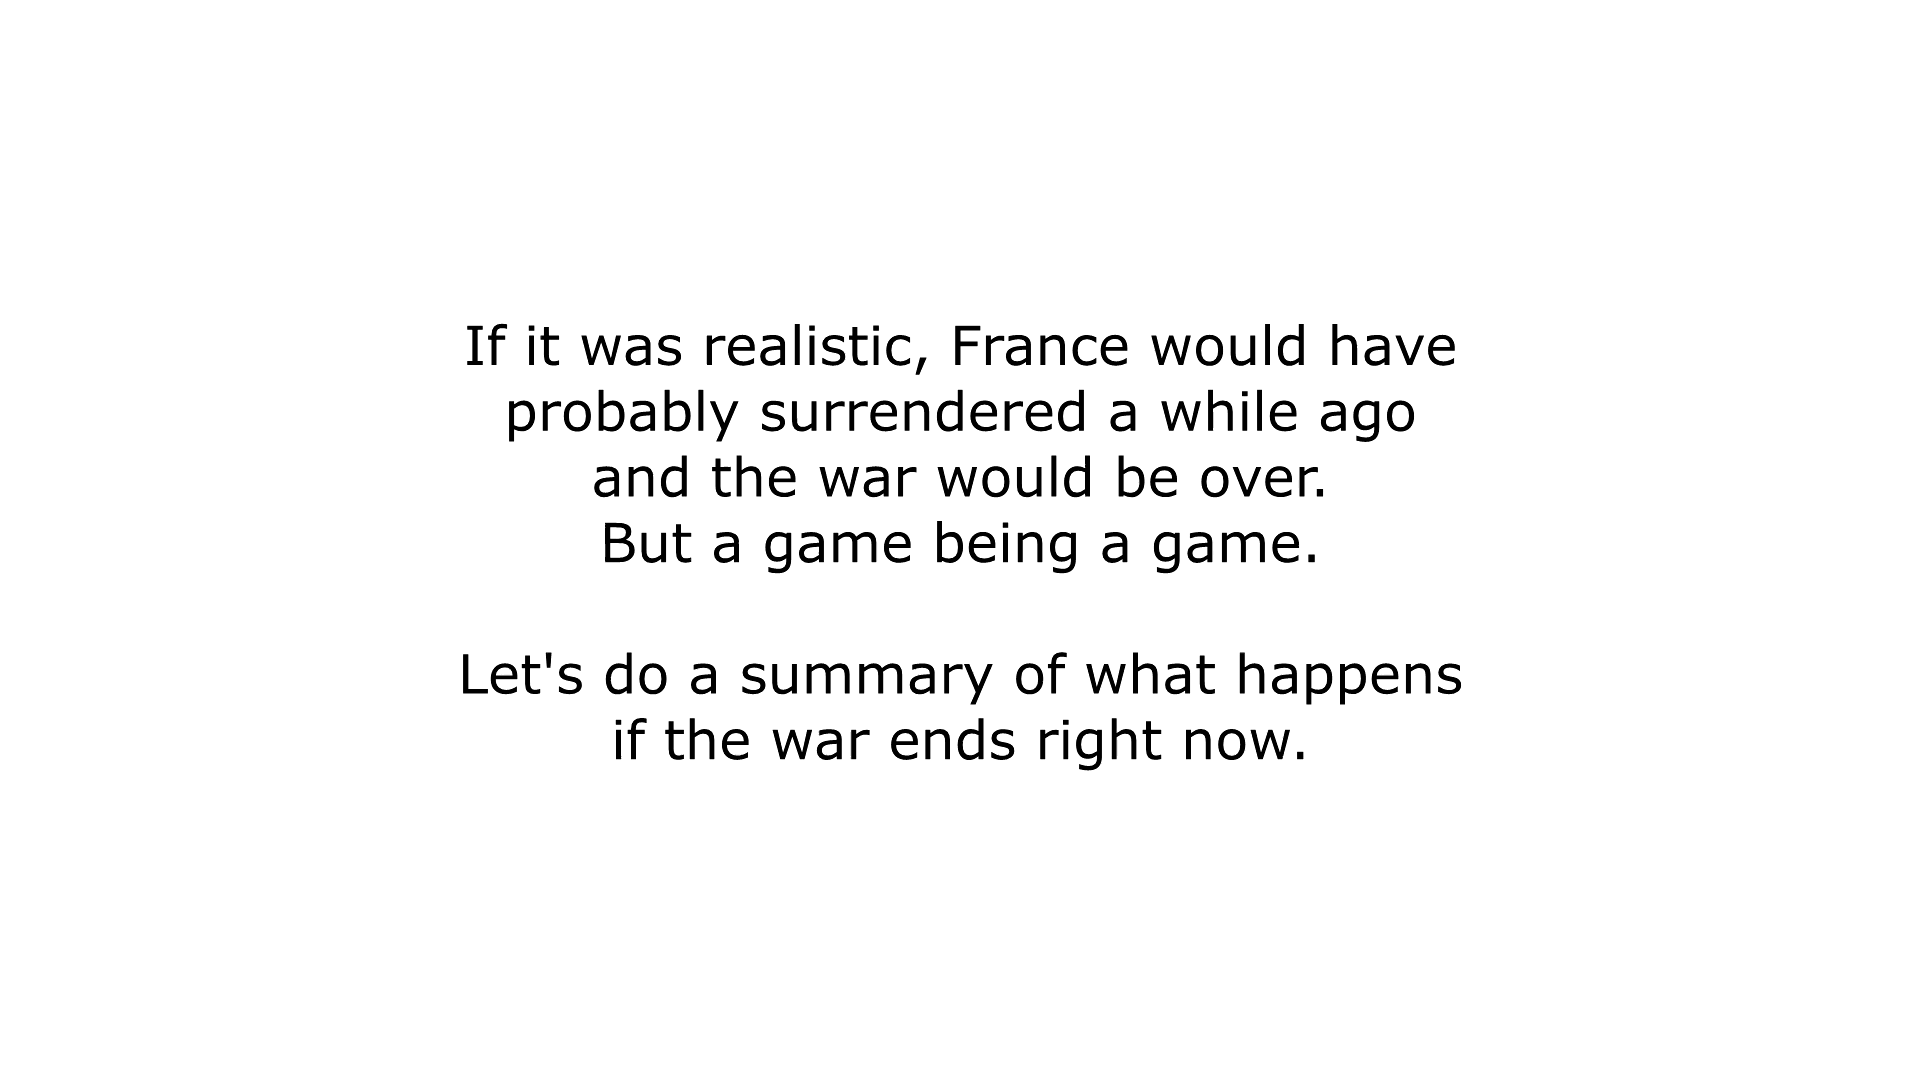 If it was realistic, France would have
probably surrendered a while ago
and the war would be over.
But a game being a game.
Let's do a summary of what happens
if the war ends right now.